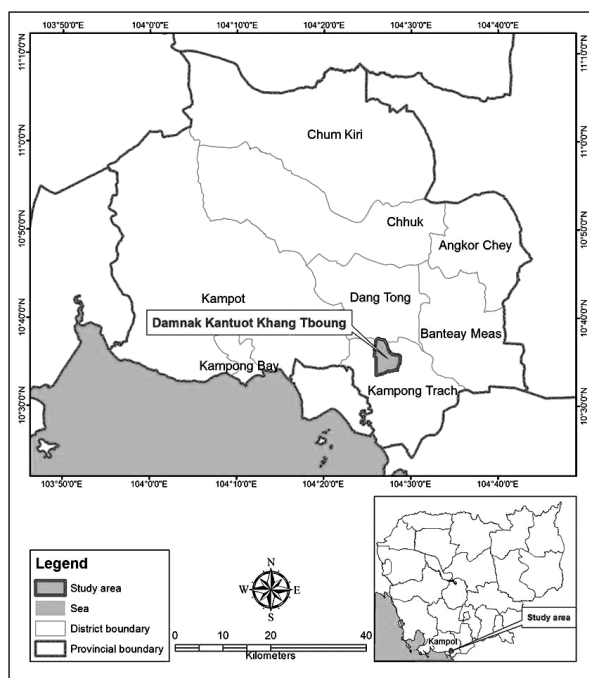 103°50'0"E 104°0'0"E 104°10'0"E 104°20'0"E 104°30'0"E 104°40'0"E
11°10'0"N 11°10'0"N
Chum Kiri
11°0'0"N 11°0'0"N
Chhuk
10°50'0"N 10°50'0"N
Angkor Chey
Dang Tong
Kampot
10°40'0"N 10°40'0"N
Damnak Kantuot Khang Tboung
Banteay Meas
Kampong Bay
Kampong Trach
10°30'0"N 10°30'0"N
103°50'0"E 104°0'0"E 104°10'0"E 104°20'0"E 104°30'0"E 104°40'0"E
Legend
Study area
Sea
District boundary
Provincial boundary
N
W E
S
0 5 10 20 30 40
Kilometers
Kampot
Study area